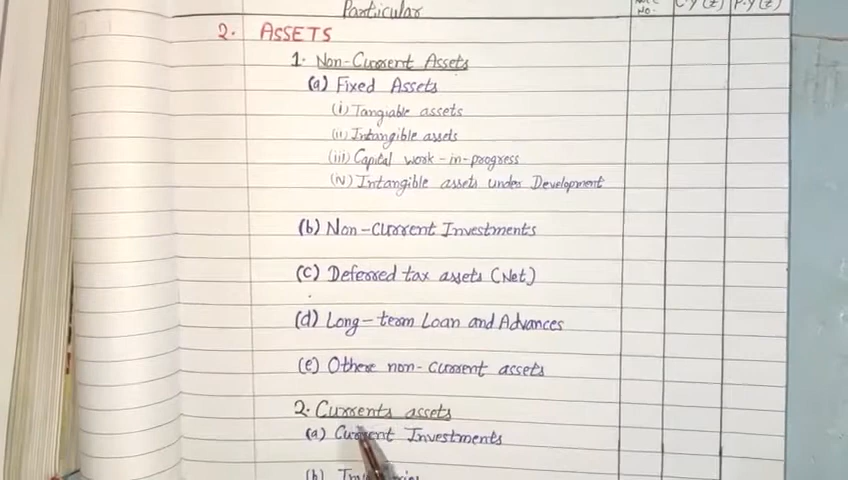 Particular No. C.Y (₹) P.Y (₹)
2. ASSETS
1. Non-Current Assets
(a) Fixed Assets
(i) Tangiable assets
(ii) Intangible assets
(iii) Capital work-in-progress
(iv) Intangible assets under Development
(b) Non-Current Investments
(c) Deferred tax assets (Net)
(d) Long-term Loan and Advances
(e) Othere non-current assets
2. Currents assets
(a) Current Investments
(b)